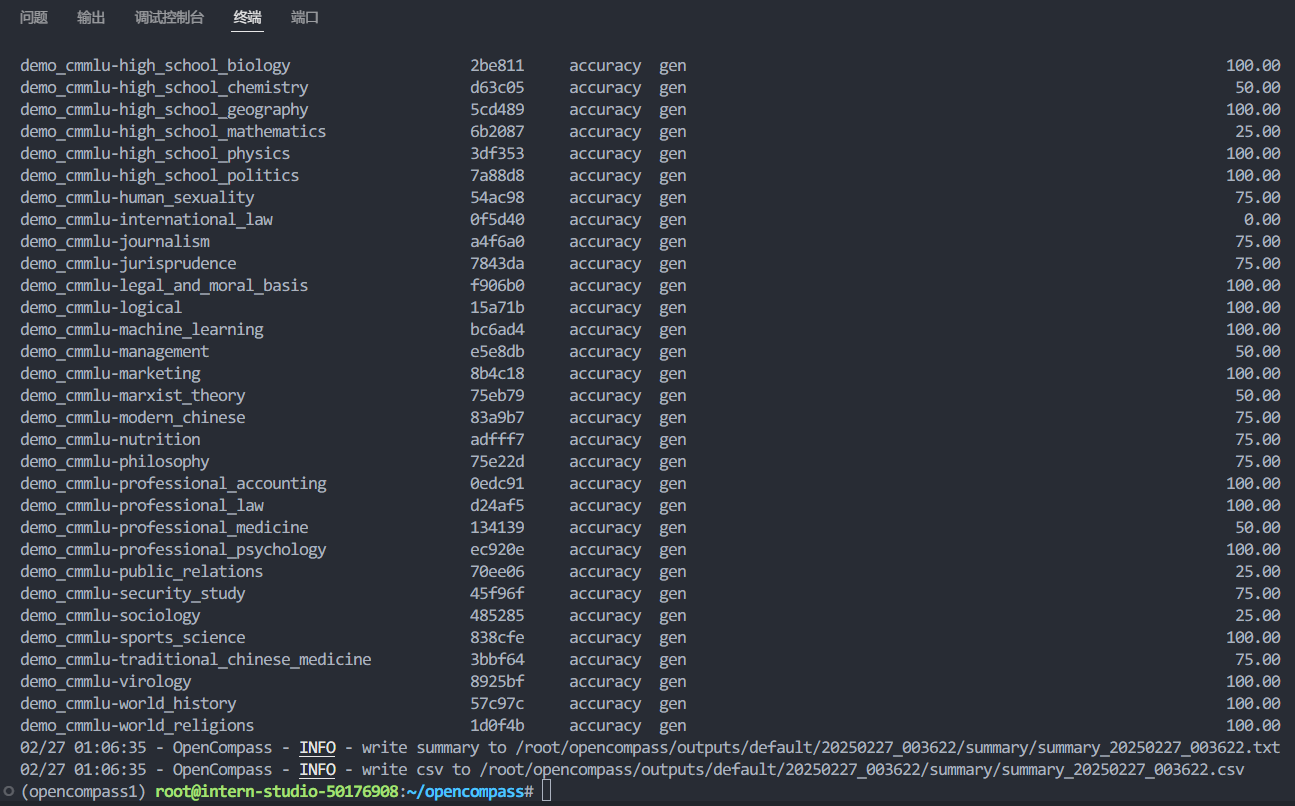 问题 输出 调试控制台 终端 端口
demo_cmmlu-high_school_biology 2be811 accuracy gen 100.00
demo_cmmlu-high_school_chemistry d63c05 accuracy gen 50.00
demo_cmmlu-high_school_geography 5cd489 accuracy gen 100.00
demo_cmmlu-high_school_mathematics 6b2087 accuracy gen 25.00
demo_cmmlu-high_school_physics 3df353 accuracy gen 100.00
demo_cmmlu-high_school_politics 7a88d8 accuracy gen 100.00
demo_cmmlu-human_sexuality 54ac98 accuracy gen 75.00
demo_cmmlu-international_law 0f5d40 accuracy gen 0.00
demo_cmmlu-journalism a4f6a0 accuracy gen 75.00
demo_cmmlu-jurisprudence 7843da accuracy gen 75.00
demo_cmmlu-legal_and_moral_basis f906b0 accuracy gen 100.00
demo_cmmlu-logical 15a71b accuracy gen 100.00
demo_cmmlu-machine_learning bc6ad4 accuracy gen 100.00
demo_cmmlu-management e5e8db accuracy gen 50.00
demo_cmmlu-marketing 8b4c18 accuracy gen 100.00
demo_cmmlu-marxist_theory 75eb79 accuracy gen 50.00
demo_cmmlu-modern_chinese 83a9b7 accuracy gen 75.00
demo_cmmlu-nutrition adfff7 accuracy gen 75.00
demo_cmmlu-philosophy 75e22d accuracy gen 75.00
demo_cmmlu-professional_accounting 0edc91 accuracy gen 100.00
demo_cmmlu-professional_law d24af5 accuracy gen 100.00
demo_cmmlu-professional_medicine 134139 accuracy gen 50.00
demo_cmmlu-professional_psychology ec920e accuracy gen 100.00
demo_cmmlu-public_relations 70ee06 accuracy gen 25.00
demo_cmmlu-security_study 45f96f accuracy gen 75.00
demo_cmmlu-sociology 485285 accuracy gen 25.00
demo_cmmlu-sports_science 838cfe accuracy gen 100.00
demo_cmmlu-traditional_chinese_medicine 3bbf64 accuracy gen 75.00
demo_cmmlu-virology 8925bf accuracy gen 100.00
demo_cmmlu-world_history 57c97c accuracy gen 100.00
demo_cmmlu-world_religions 1d0f4b accuracy gen 100.00
02/27 01:06:35 - OpenCompass - INFO - write summary to /root/opencompass/outputs/default/20250227_003622/summary/summary_20250227_003622.txt
02/27 01:06:35 - OpenCompass - INFO - write csv to /root/opencompass/outputs/default/20250227_003622/summary/summary_20250227_003622.csv
(opencompass1) root@intern-studio-50176908:~/opencompass#